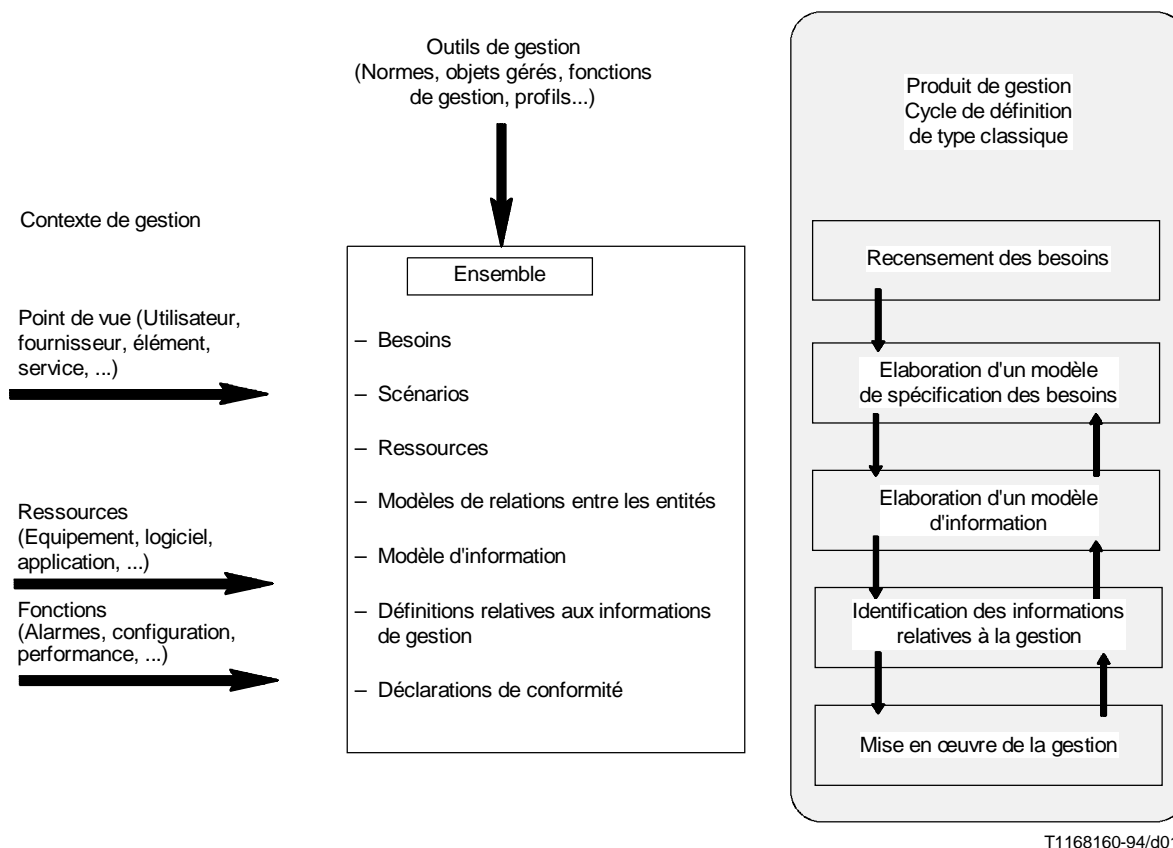 Outils de gestion
(Normes, objets gérés, fonctions
de gestion, profils...)
Contexte de gestion
Point de vue (Utilisateur,
fournisseur, élément,
service, ...)
Ressources
(Equipement, logiciel,
application, ...)
Fonctions
(Alarmes, configuration,
performance, ...)
Ensemble
– Besoins
– Scénarios
– Ressources
– Modèles de relations entre les entités
– Modèle d'information
– Définitions relatives aux informations
de gestion
– Déclarations de conformité
Produit de gestion
Cycle de définition
de type classique
Recensement des besoins
Elaboration d'un modèle
de spécification des besoins
Elaboration d'un modèle
d'information
Identification des informations
relatives à la gestion
Mise en œuvre de la gestion
T1168160-94/d01